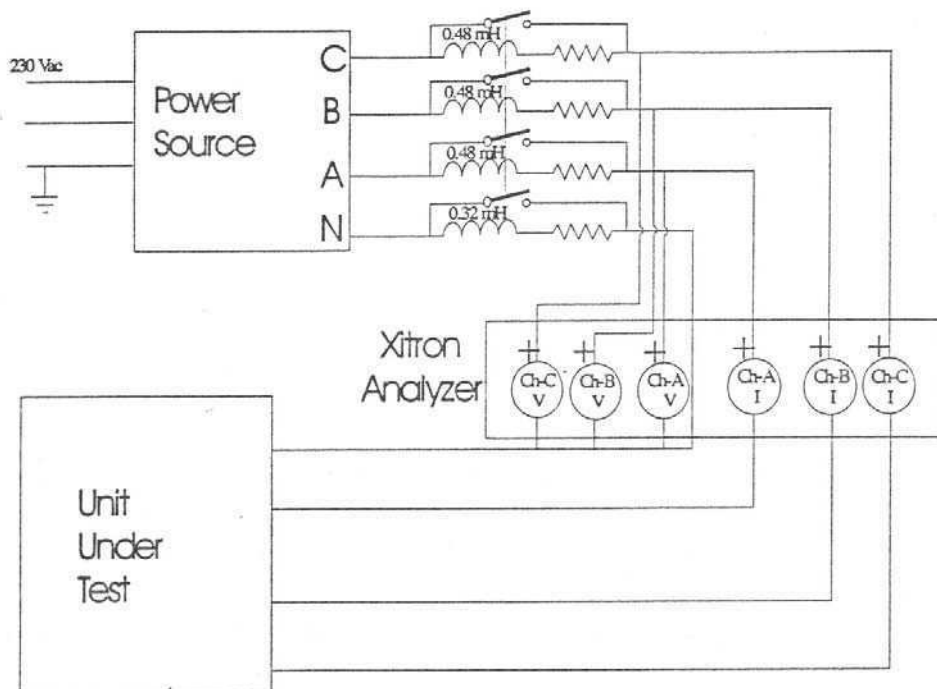 0.48 mH
C
230 Vac
0.48 mH
Power
Source
B
0.48 mH
A
0.32 mH
N
Xitron
Analyzer
+
+
+
+
+
+
Ch-C
V
Ch-B
V
Ch-A
V
Ch-A
I
Ch-B
I
Ch-C
I
Unit
Under
Test